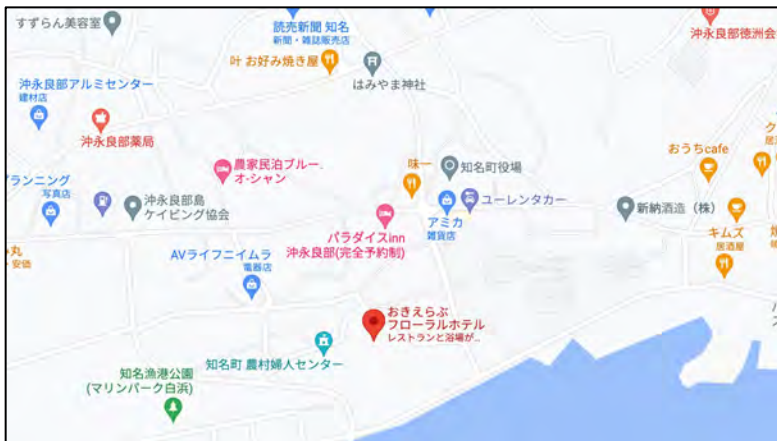 すずらん美容室
読売新聞 知名
新聞・雑誌販売店
沖永良部徳洲会
叶 お好み焼き屋
はみやま神社
沖永良部アルミセンター
建材店
沖永良部薬局
農家民泊ブルー.
オ-シャン
味一
知名町役場
おうちcafe
ランニング
写真店
沖永良部島
ケイビング協会
アミカ
雑貨店
ユーレンタカー
新納酒造（株）
パラダイスinn
沖永良部(完全予約制)
キムズ
居酒屋
丸
・安価
AVライフニイムラ
電器店
おきえらぶ
フローラルホテル
レストランと浴場が...
知名町 農村婦人センター
知名漁港公園
(マリンパーク白浜)